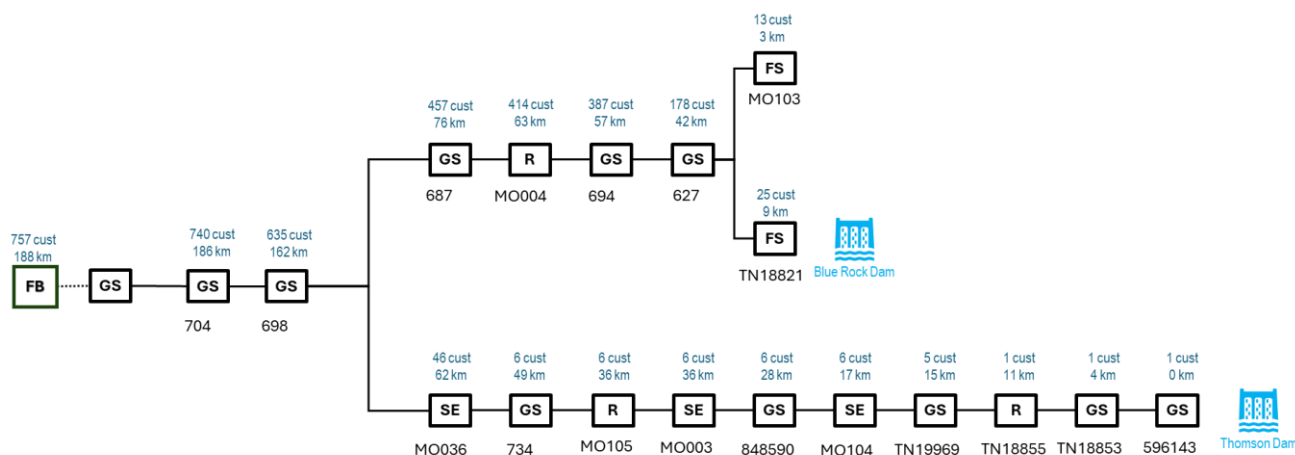 13 cust
3 km
FS
MO103
457 cust
76 km
414 cust
63 km
387 cust
57 km
178 cust
42 km
GS
R
GS
GS
687
MO004
694
627
25 cust
9 km
FS
TN18821
Blue Rock Dam
757 cust
188 km
740 cust
186 km
635 cust
162 km
FB
GS
GS
GS
704
698
46 cust
62 km
6 cust
49 km
6 cust
36 km
6 cust
36 km
6 cust
28 km
6 cust
17 km
5 cust
15 km
1 cust
11 km
1 cust
4 km
1 cust
0 km
SE
GS
R
SE
GS
SE
GS
R
GS
GS
MO036
734
MO105
MO003
848590
MO104
TN19969
TN18855
TN18853
596143
Thomson Dam